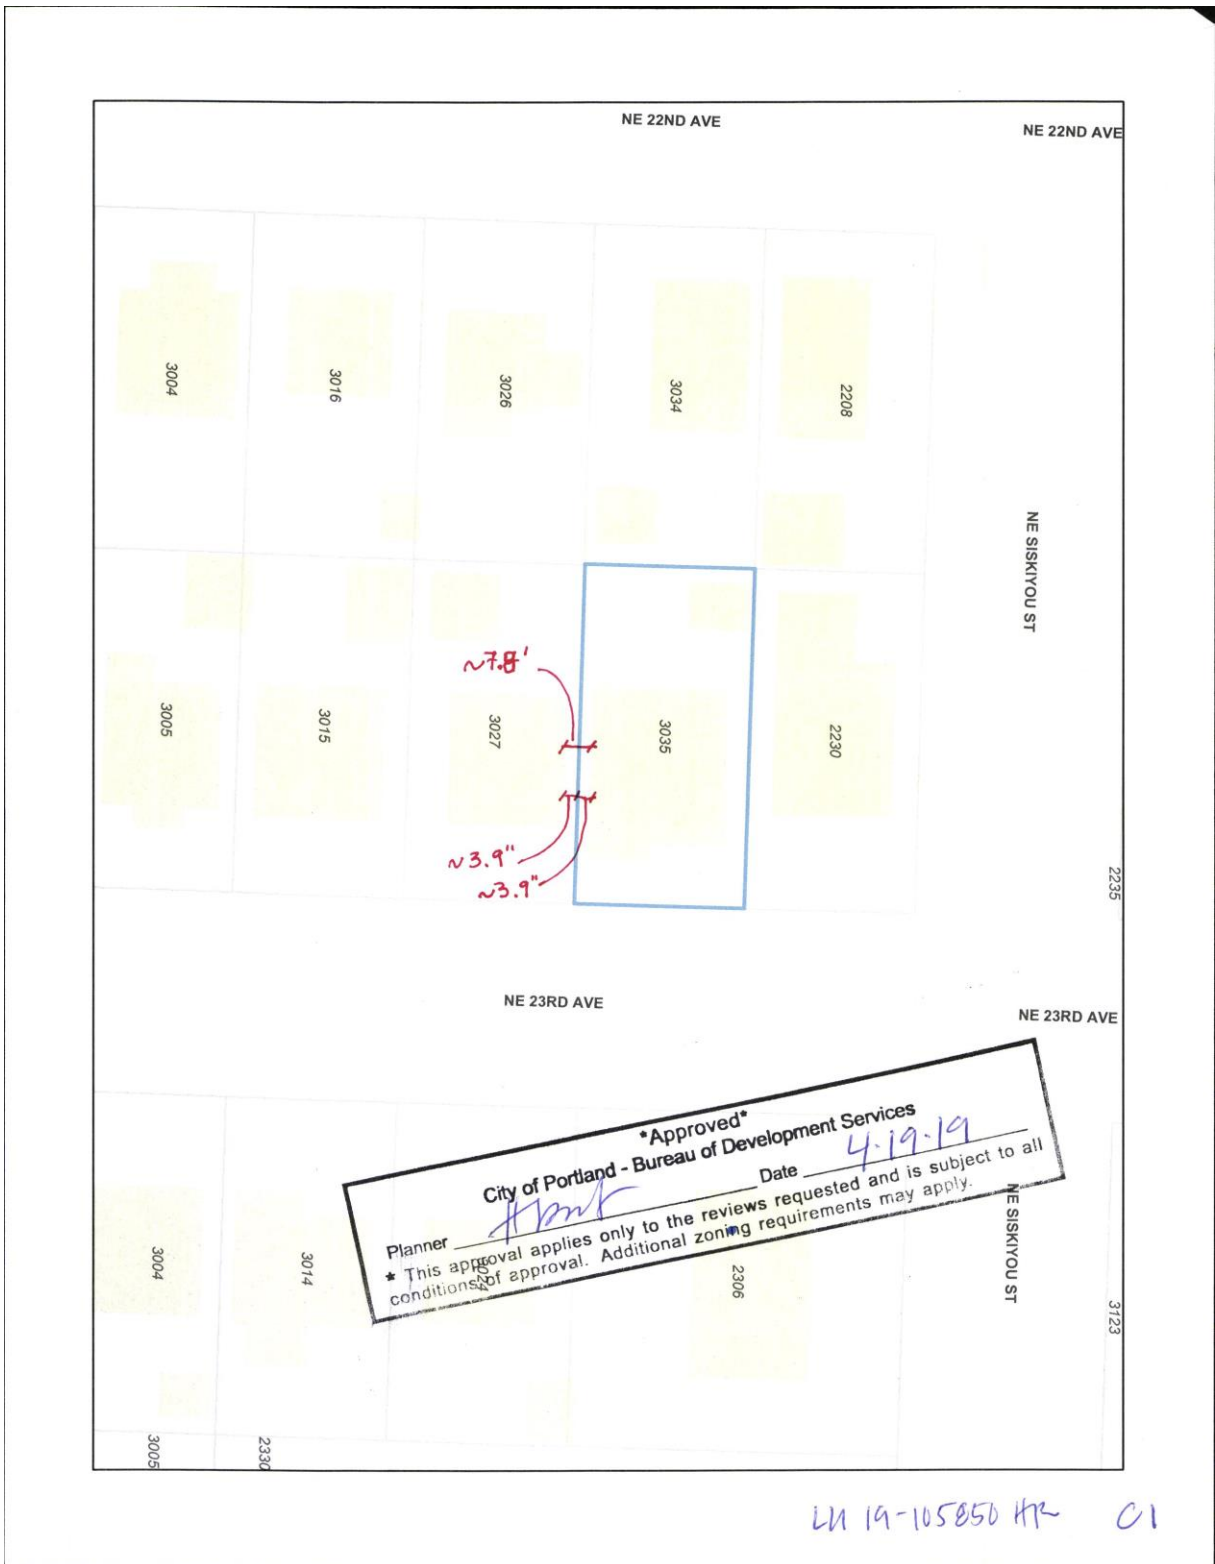 NE 22ND AVE
NE 22ND AVE
3004
3016
3026
3034
2208
NE SISKIYOU ST
~7.8'
3005
3015
3027
3035
2230
~3.9"
~3.9"
2235
NE 23RD AVE
NE 23RD AVE
*Approved*
City of Portland - Bureau of Development Services
Planner Date 4.19.19
* This approval applies only to the reviews requested and is subject to all
conditions of approval. Additional zoning requirements may apply.
NE SISKIYOU ST
3004
3014
3024
2306
3123
3005
2330
LU 19-105850 HR C1